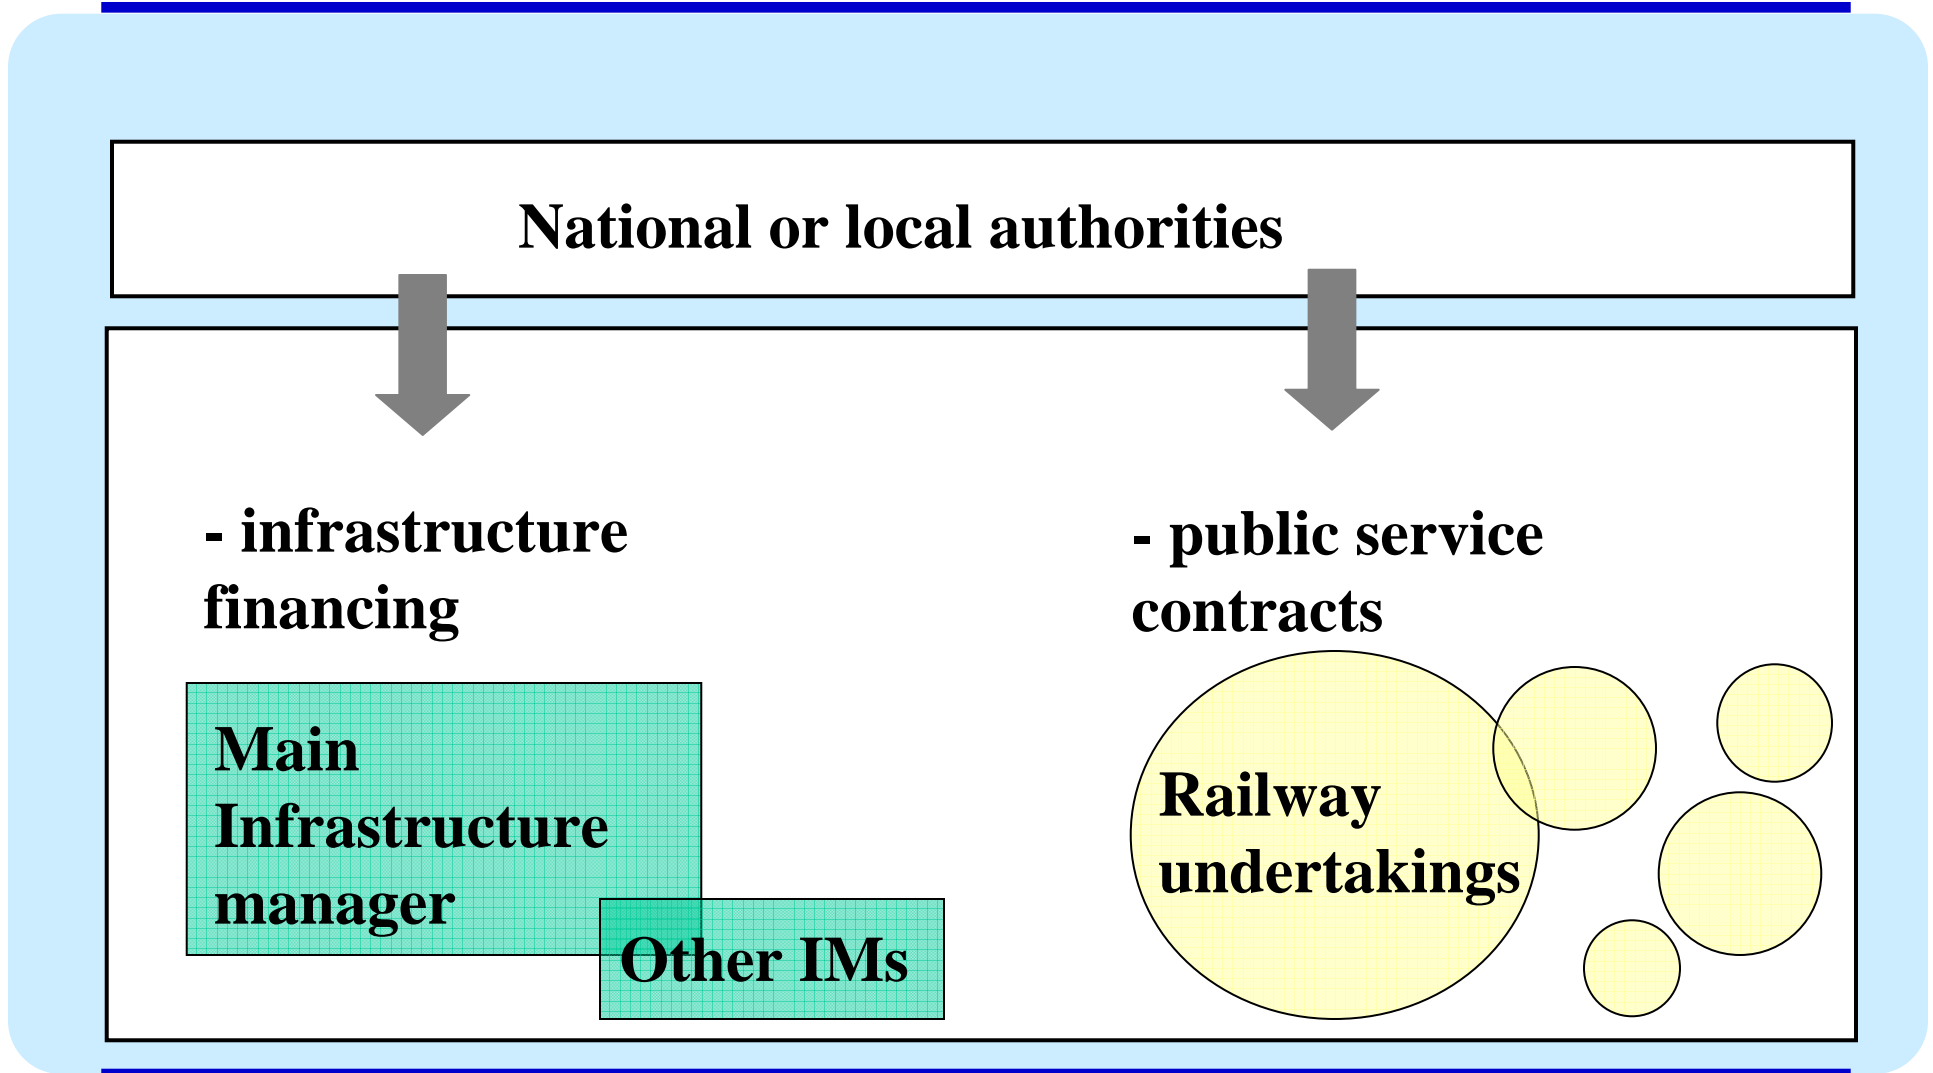 National or local authorities
- infrastructure
financing
- public service
contracts
Main
Infrastructure
manager
Other IMs
Railway
undertakings